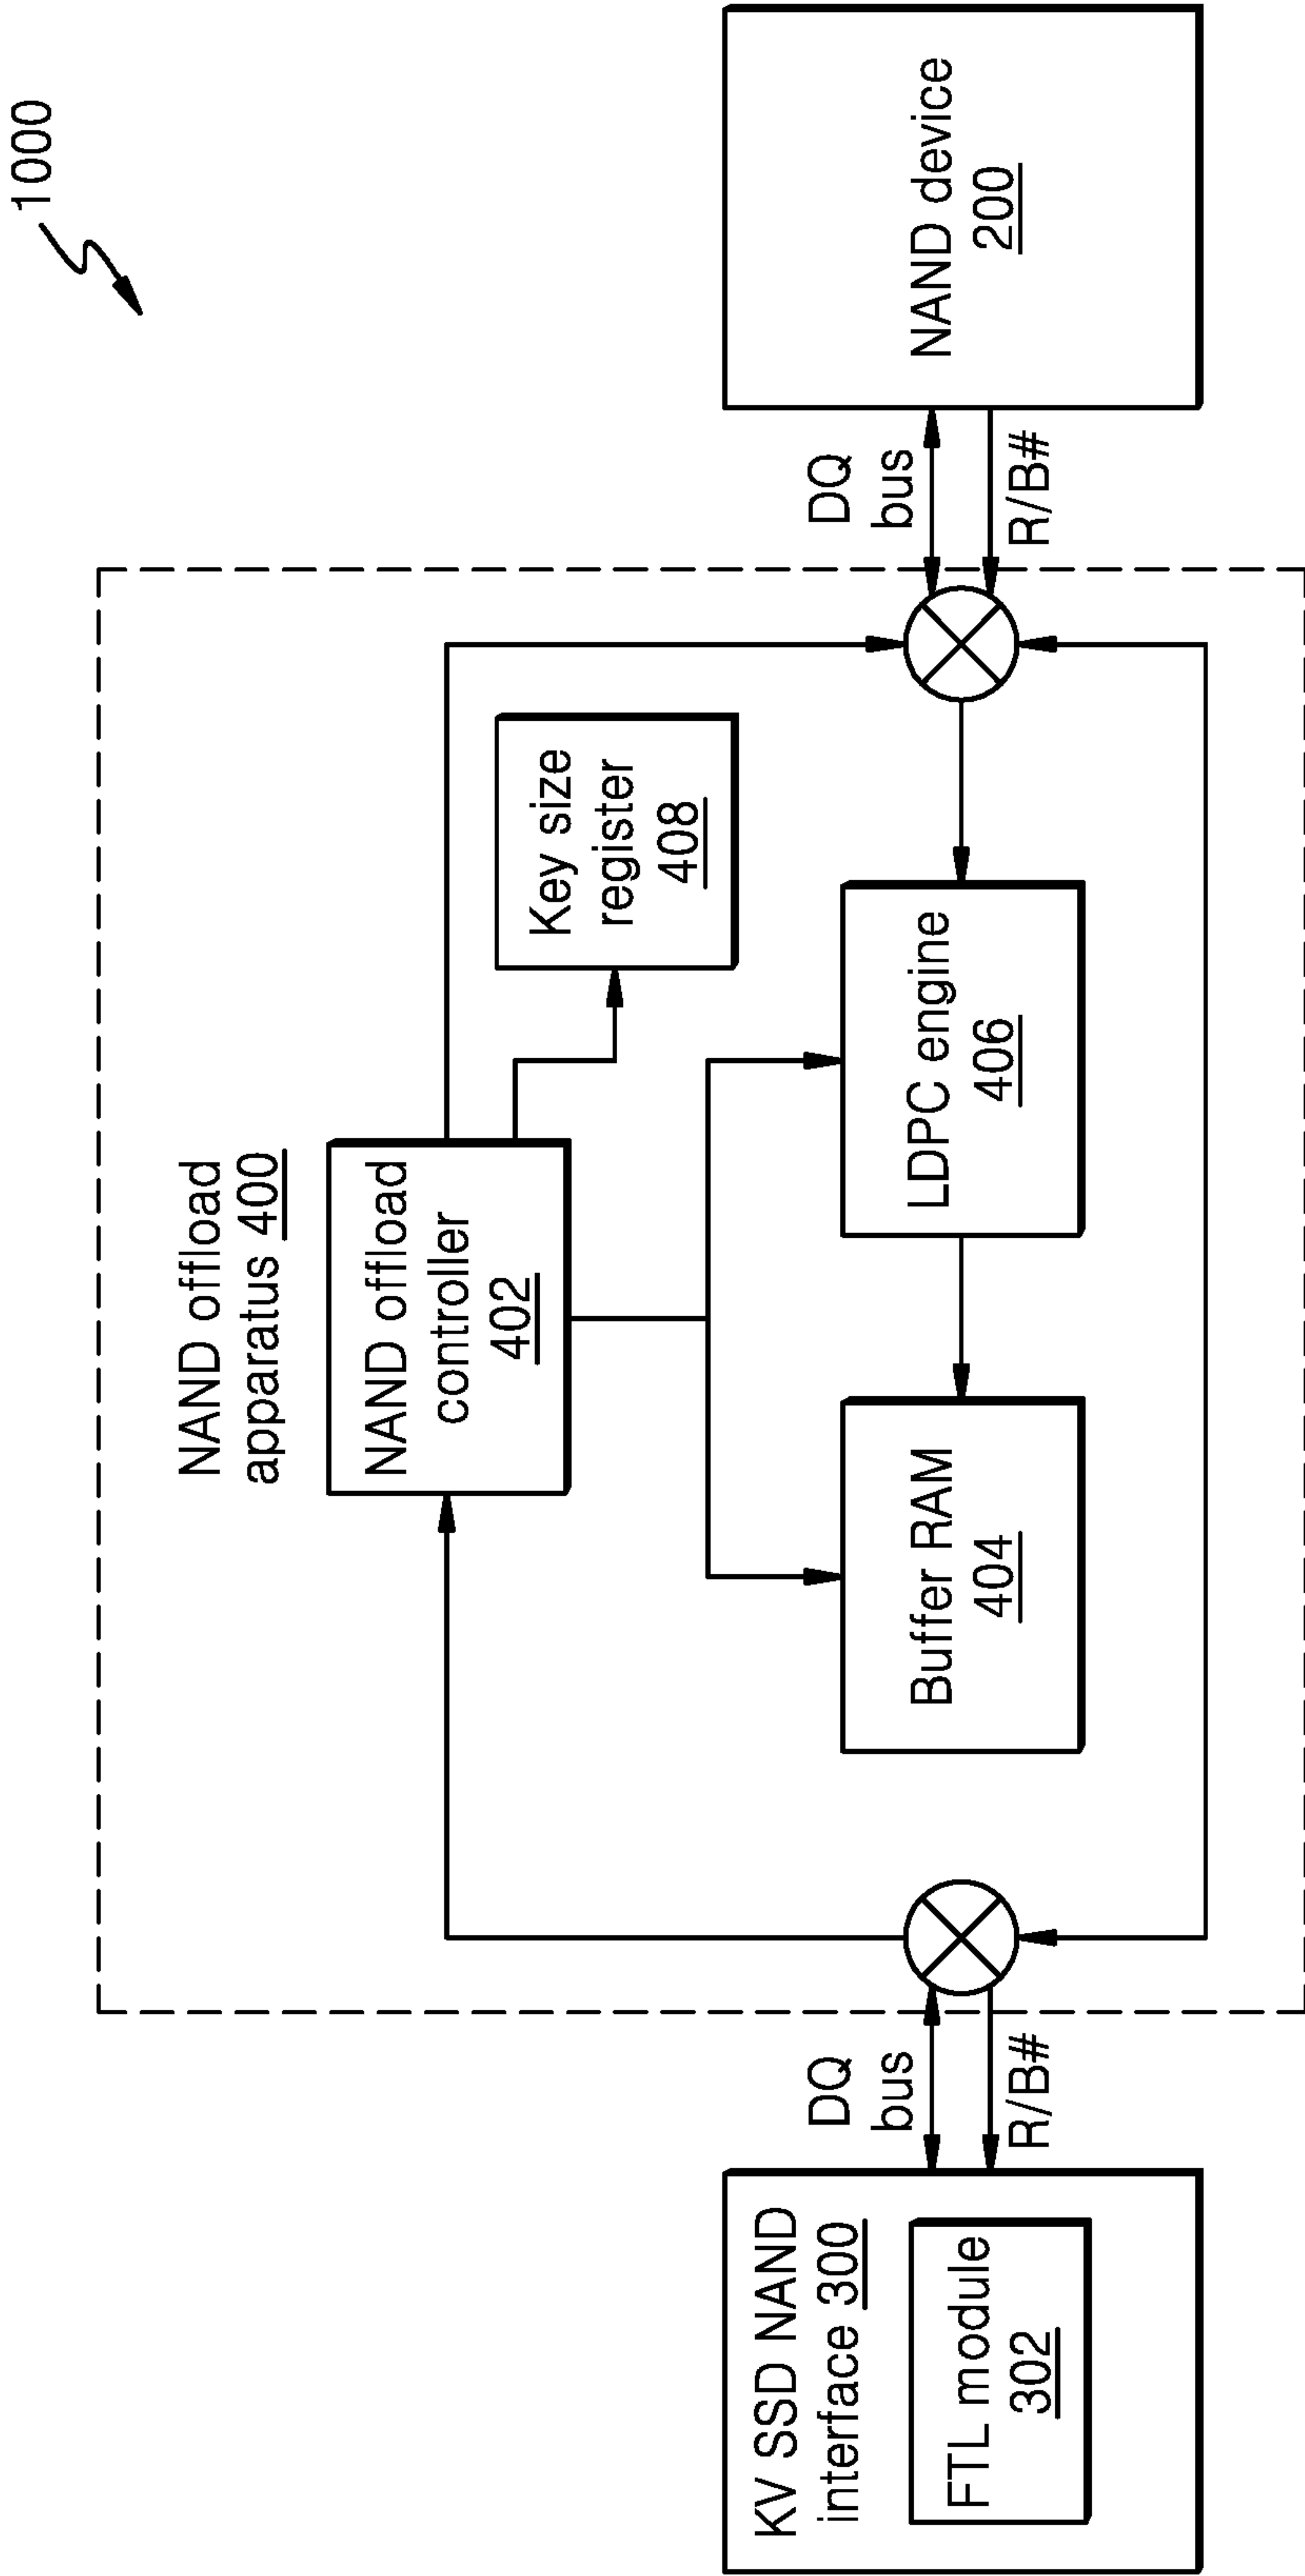 1000
NAND offload
apparatus 400
NAND offload
controller
402
Key size
register
408
KV SSD NAND
interface 300
FTL module
302
DQ
bus
R/B#
Buffer RAM
404
LDPC engine
406
DQ
bus
R/B#
NAND device
200